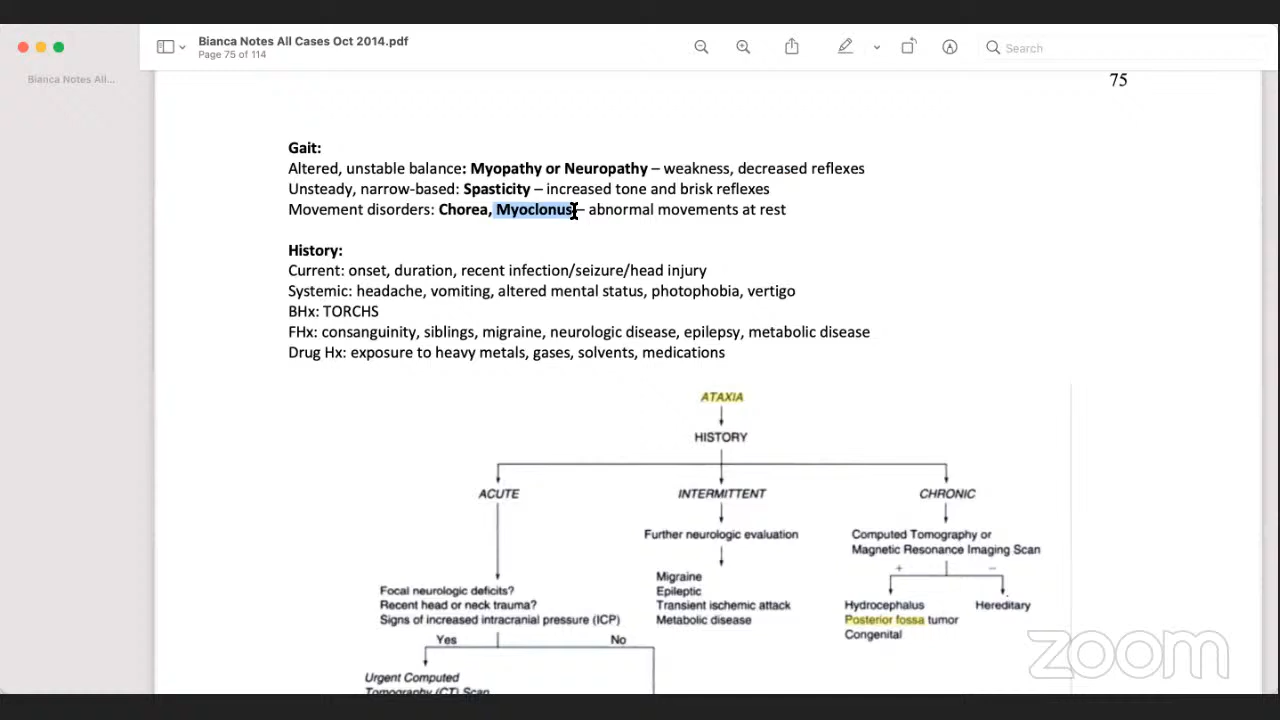 Bianca Notes All Cases Oct 2014.pdf
Page 75 of 114
Search
Bianca Notes All...
75
Gait:
Altered, unstable balance: Myopathy or Neuropathy – weakness, decreased reflexes
Unsteady, narrow-based: Spasticity – increased tone and brisk reflexes
Movement disorders: Chorea, Myoclonus – abnormal movements at rest
History:
Current: onset, duration, recent infection/seizure/head injury
Systemic: headache, vomiting, altered mental status, photophobia, vertigo
BHx: TORCHS
FHx: consanguinity, siblings, migraine, neurologic disease, epilepsy, metabolic disease
Drug Hx: exposure to heavy metals, gases, solvents, medications
ATAXIA
HISTORY
ACUTE
INTERMITTENT
CHRONIC
Further neurologic evaluation
Computed Tomography or
Magnetic Resonance Imaging Scan
+ –
Migraine
Epileptic
Transient ischemic attack
Metabolic disease
Hydrocephalus
Posterior fossa tumor
Congenital
Hereditary
Focal neurologic deficits?
Recent head or neck trauma?
Signs of increased intracranial pressure (ICP)
Yes No
Urgent Computed
Tomography (CT) Scan
zoom